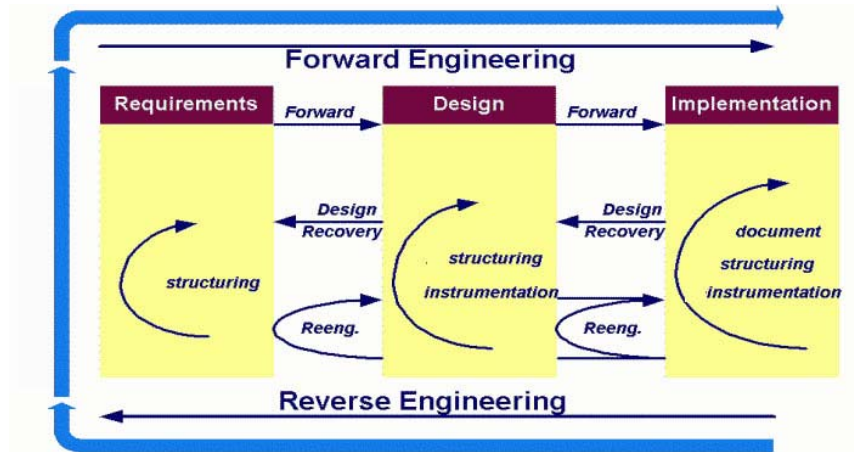 Forward Engineering
Requirements
Forward
Design
Forward
Implementation
Design
Recovery
Design
Recovery
structuring
structuring
instrumentation
document
structuring
instrumentation
Reeng.
Reeng.
Reverse Engineering